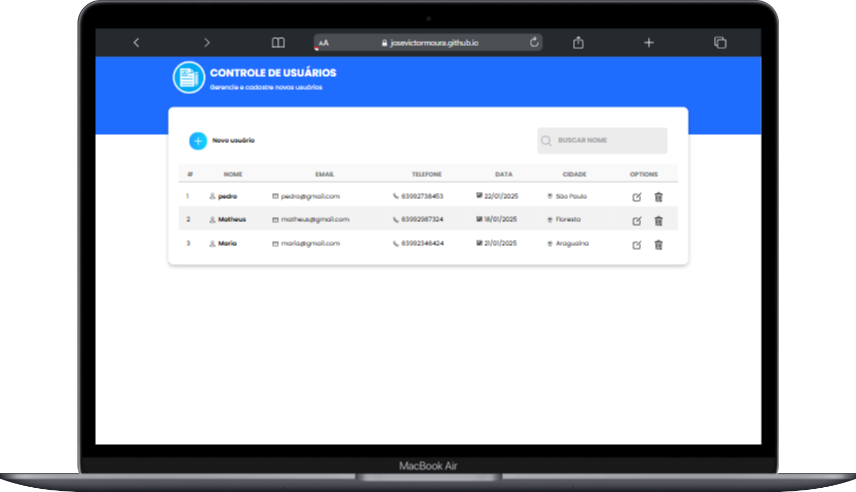 AA josevictormoura.github.io
CONTROLE DE USUÁRIOS
Gerencie e cadastre novos usuários
Novo usuário BUSCAR NOME
# NOME EMAIL TELEFONE DATA CIDADE OPTIONS
1 pedro pedro@gmail.com 63992738453 22/01/2025 São Paulo
2 Matheus matheus@gmail.com 63992987324 18/01/2025 Floresta
3 Maria maria@gmail.com 63992346424 21/01/2025 Araguaína
MacBook Air